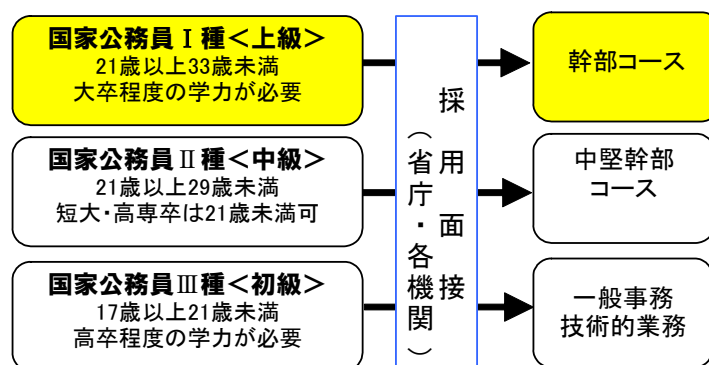 国家公務員Ⅰ種＜上級＞
21歳以上33歳未満
大卒程度の学力が必要
国家公務員Ⅱ種＜中級＞
21歳以上29歳未満
短大・高専卒は21歳未満可
国家公務員Ⅲ種＜初級＞
17歳以上21歳未満
高卒程度の学力が必要
採用面接
（省庁・各機関）
幹部コース
中堅幹部
コース
一般事務
技術的業務